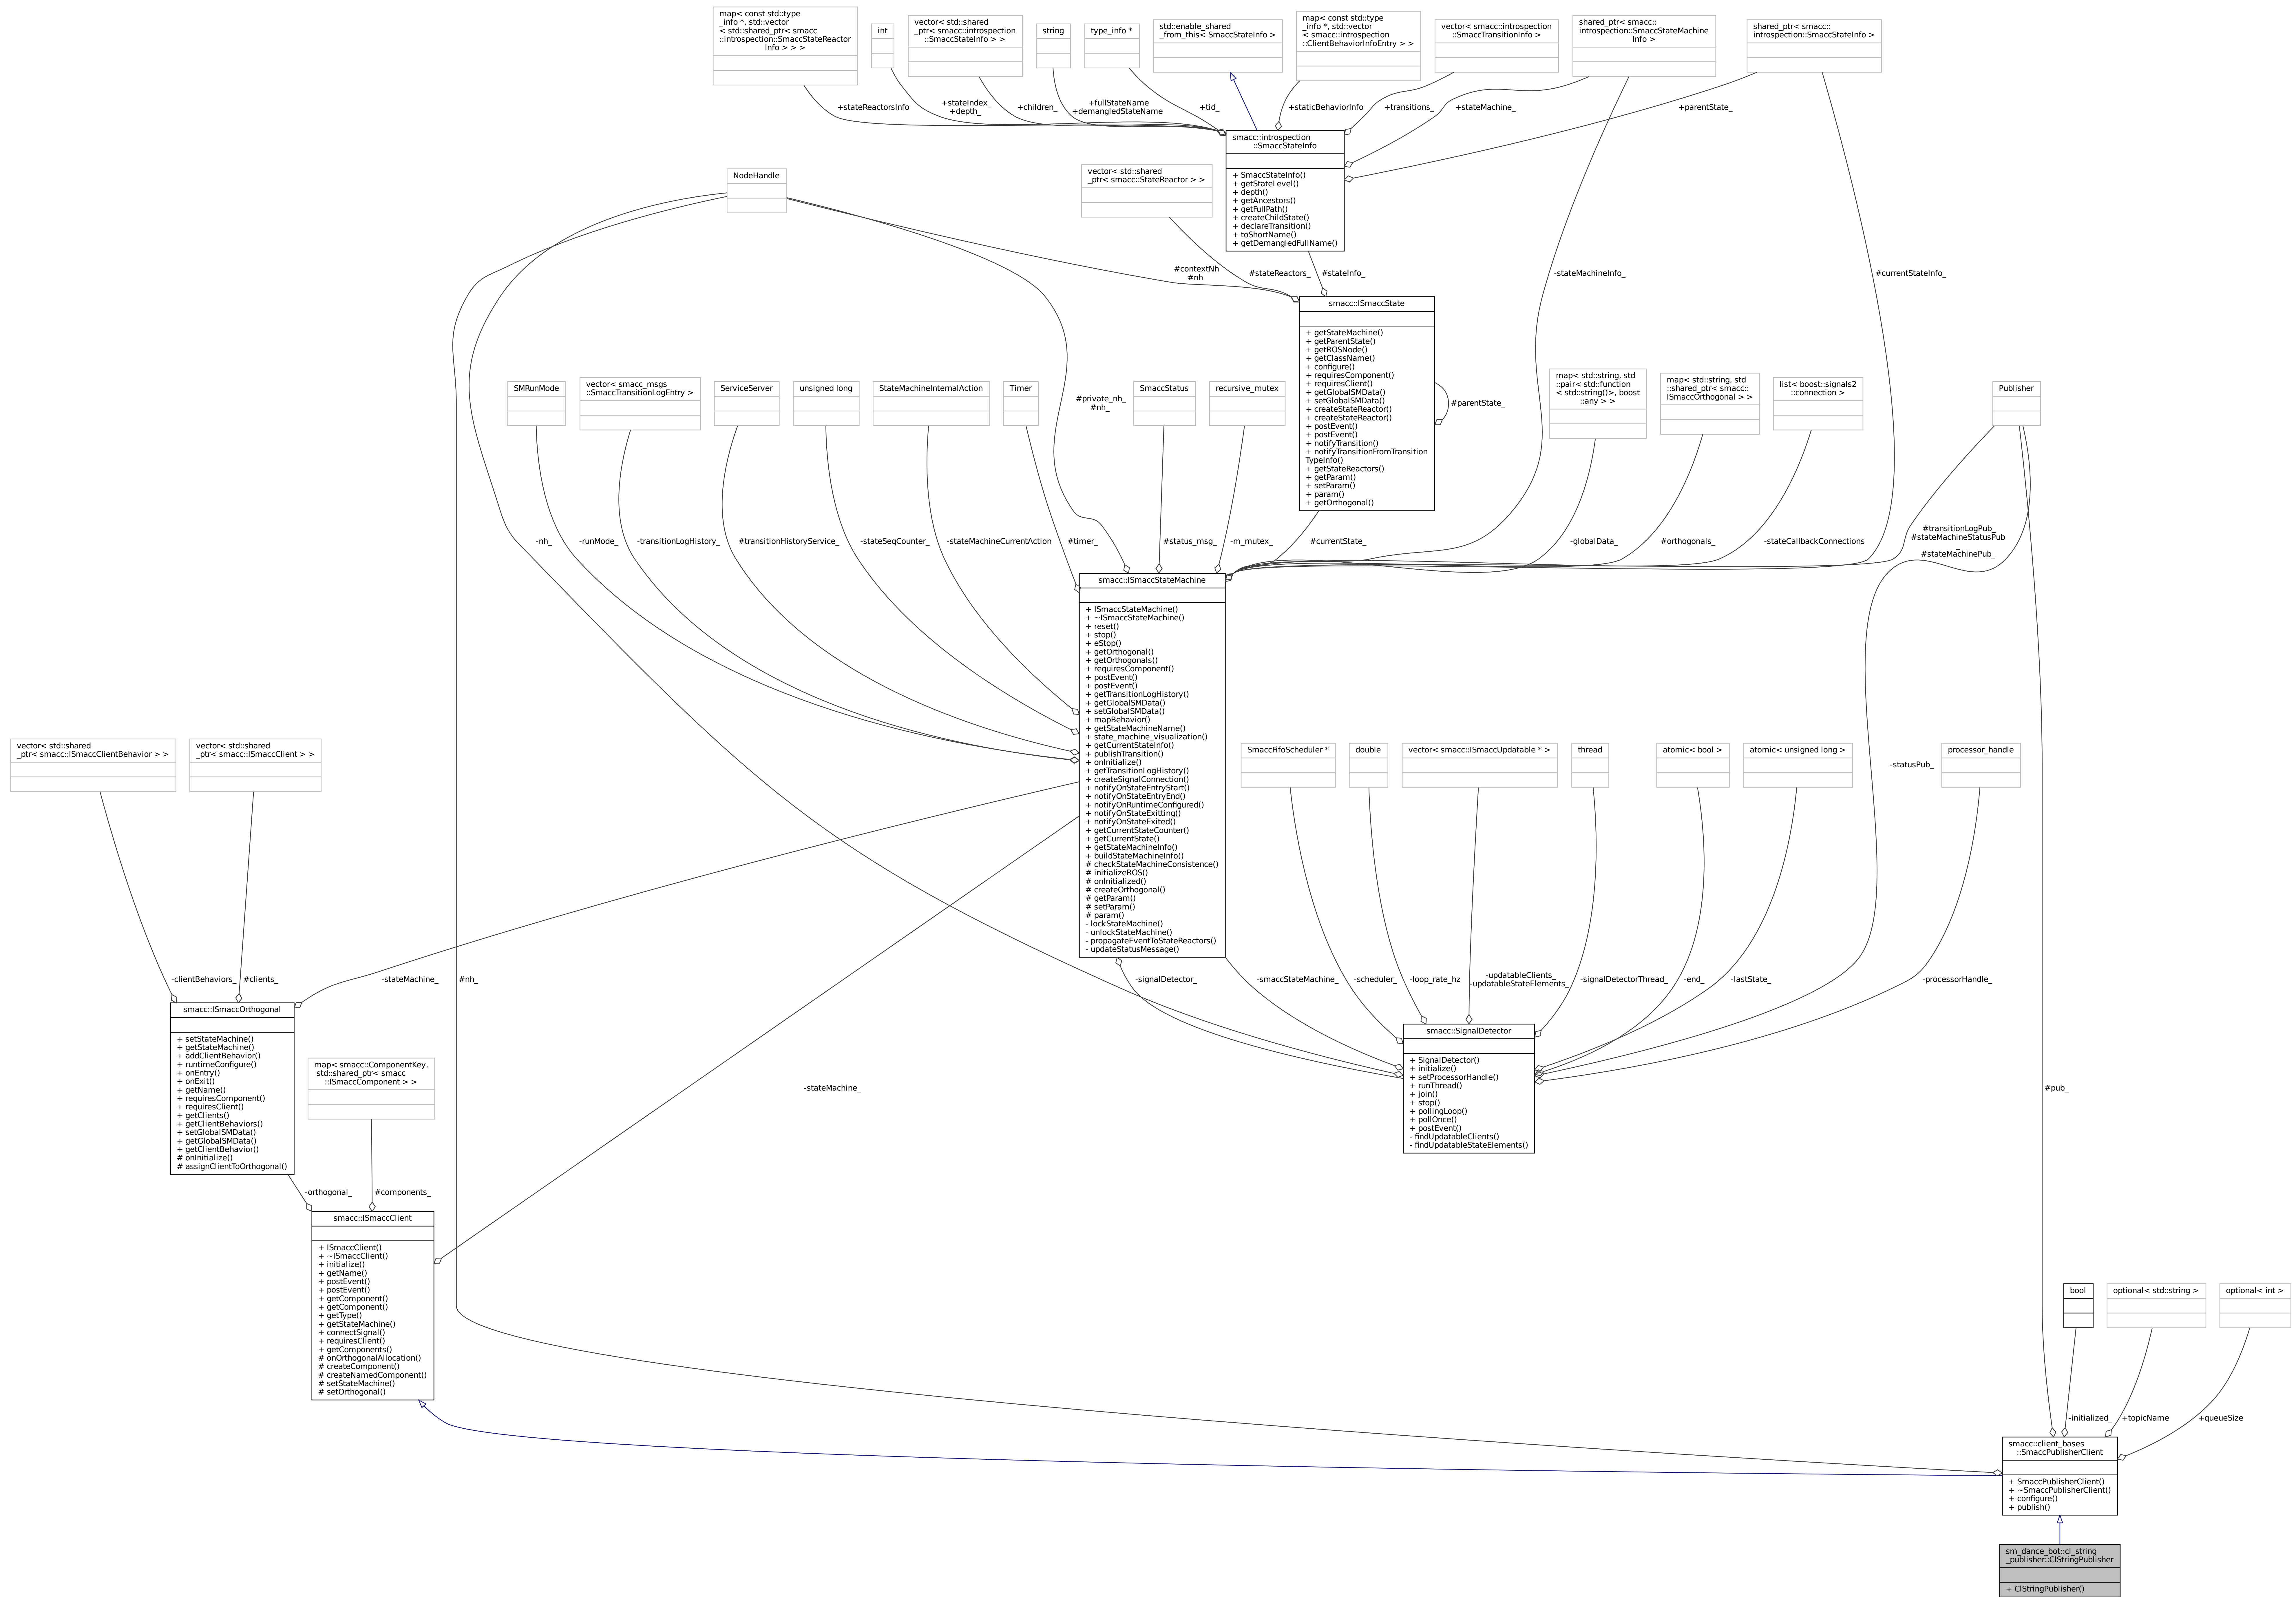 map< const std::type
_info *, std::vector
< std::shared_ptr< smacc
::introspection::SmaccStateReactor
Info > > >
int
vector< std::shared
_ptr< smacc::introspection
::SmaccStateInfo > >
string
type_info *
std::enable_shared
_from_this< SmaccStateInfo >
map< const std::type
_info *, std::vector
< smacc::introspection
::ClientBehaviorInfoEntry > >
vector< smacc::introspection
::SmaccTransitionInfo >
shared_ptr< smacc::
introspection::SmaccStateMachine
Info >
shared_ptr< smacc::
introspection::SmaccStateInfo >
+stateReactorsInfo
+stateIndex_
+depth_
+children_
+fullStateName
+demangledStateName
+tid_
+staticBehaviorInfo
+transitions_
+stateMachine_
+parentState_
smacc::introspection
::SmaccStateInfo
+ SmaccStateInfo()
+ getStateLevel()
+ depth()
+ getAncestors()
+ getFullPath()
+ createChildState()
+ declareTransition()
+ toShortName()
+ getDemangledFullName()
NodeHandle
vector< std::shared
_ptr< smacc::StateReactor > >
#contextNh
#nh
#stateReactors_
#stateInfo_
-stateMachineInfo_
#currentStateInfo_
smacc::ISmaccState
+ getStateMachine()
+ getParentState()
+ getROSNode()
+ getClassName()
+ configure()
+ requiresComponent()
+ requiresClient()
+ getGlobalSMData()
+ setGlobalSMData()
+ createStateReactor()
+ createStateReactor()
+ postEvent()
+ postEvent()
+ notifyTransition()
+ notifyTransitionFromTransition
TypeInfo()
+ getStateReactors()
+ getParam()
+ setParam()
+ param()
+ getOrthogonal()
#parentState_
SMRunMode
vector< smacc_msgs
::SmaccTransitionLogEntry >
ServiceServer
unsigned long
StateMachineInternalAction
Timer
#private_nh_
#nh_
SmaccStatus
recursive_mutex
map< std::string, std
::pair< std::function
< std::string()>, boost
::any > >
map< std::string, std
::shared_ptr< smacc::
ISmaccOrthogonal > >
list< boost::signals2
::connection >
Publisher
-nh_
-runMode_
-transitionLogHistory_
#transitionHistoryService_
-stateSeqCounter_
-stateMachineCurrentAction
#timer_
#status_msg_
-m_mutex_
#currentState_
-globalData_
#orthogonals_
-stateCallbackConnections
#transitionLogPub_
#stateMachineStatusPub
_
#stateMachinePub_
smacc::ISmaccStateMachine
+ ISmaccStateMachine()
+ ~ISmaccStateMachine()
+ reset()
+ stop()
+ eStop()
+ getOrthogonal()
+ getOrthogonals()
+ requiresComponent()
+ postEvent()
+ postEvent()
+ getTransitionLogHistory()
+ getGlobalSMData()
+ setGlobalSMData()
+ mapBehavior()
+ getStateMachineName()
+ state_machine_visualization()
+ getCurrentStateInfo()
+ publishTransition()
+ onInitialize()
+ getTransitionLogHistory()
+ createSignalConnection()
+ notifyOnStateEntryStart()
+ notifyOnStateEntryEnd()
+ notifyOnRuntimeConfigured()
+ notifyOnStateExitting()
+ notifyOnStateExited()
+ getCurrentStateCounter()
+ getCurrentState()
+ getStateMachineInfo()
+ buildStateMachineInfo()
# checkStateMachineConsistence()
# initializeROS()
# onInitialized()
# createOrthogonal()
# getParam()
# setParam()
# param()
- lockStateMachine()
- unlockStateMachine()
- propagateEventToStateReactors()
- updateStatusMessage()
vector< std::shared
_ptr< smacc::ISmaccClientBehavior > >
vector< std::shared
_ptr< smacc::ISmaccClient > >
SmaccFifoScheduler *
double
vector< smacc::ISmaccUpdatable * >
thread
atomic< bool >
atomic< unsigned long >
-statusPub_
processor_handle
-clientBehaviors_
#clients_
-stateMachine_
#nh_
-signalDetector_
-smaccStateMachine_
-scheduler_
-loop_rate_hz
-updatableClients_
-updatableStateElements_
-signalDetectorThread_
-end_
-lastState_
-processorHandle_
smacc::ISmaccOrthogonal
+ setStateMachine()
+ getStateMachine()
+ addClientBehavior()
+ runtimeConfigure()
+ onEntry()
+ onExit()
+ getName()
+ requiresComponent()
+ requiresClient()
+ getClients()
+ getClientBehaviors()
+ setGlobalSMData()
+ getGlobalSMData()
+ getClientBehavior()
# onInitialize()
# assignClientToOrthogonal()
map< smacc::ComponentKey,
std::shared_ptr< smacc
::ISmaccComponent > >
smacc::SignalDetector
+ SignalDetector()
+ initialize()
+ setProcessorHandle()
+ runThread()
+ join()
+ stop()
+ pollingLoop()
+ pollOnce()
+ postEvent()
- findUpdatableClients()
- findUpdatableStateElements()
-stateMachine_
#pub_
-orthogonal_
#components_
smacc::ISmaccClient
+ ISmaccClient()
+ ~ISmaccClient()
+ initialize()
+ getName()
+ postEvent()
+ postEvent()
+ getComponent()
+ getComponent()
+ getType()
+ getStateMachine()
+ connectSignal()
+ requiresClient()
+ getComponents()
# onOrthogonalAllocation()
# createComponent()
# createNamedComponent()
# setStateMachine()
# setOrthogonal()
bool
optional< std::string >
optional< int >
-initialized_
+topicName
+queueSize
smacc::client_bases
::SmaccPublisherClient
+ SmaccPublisherClient()
+ ~SmaccPublisherClient()
+ configure()
+ publish()
sm_dance_bot::cl_string
_publisher::ClStringPublisher
+ ClStringPublisher()